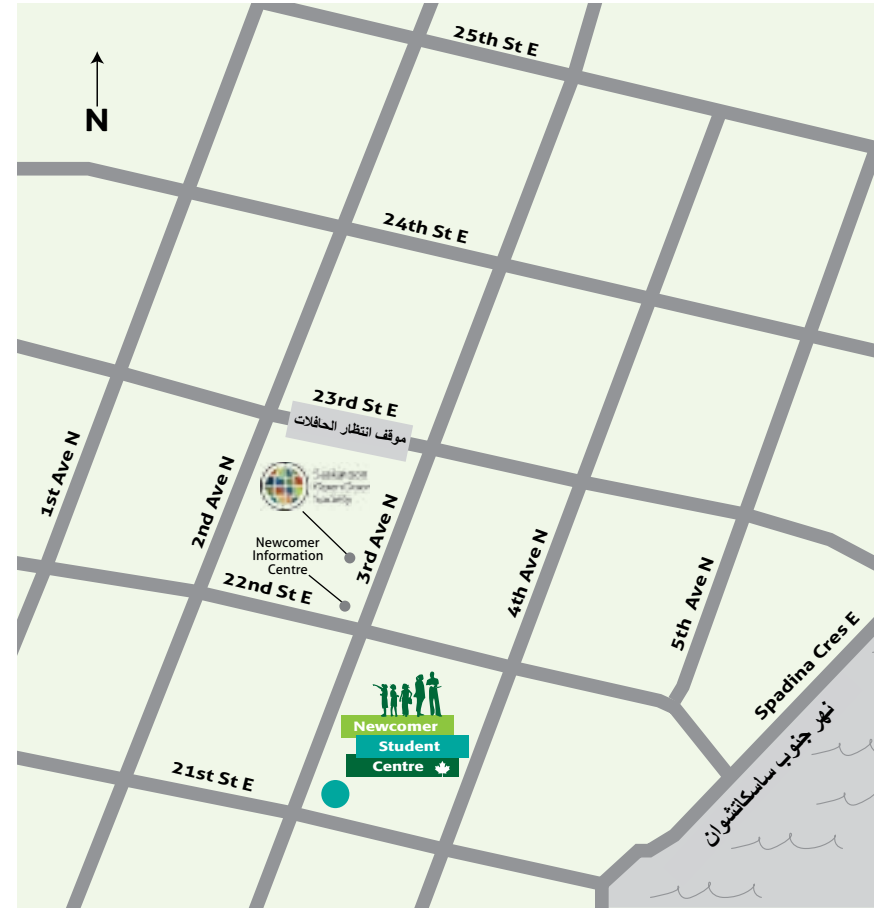 25th St E
N
24th St E
23rd St E
موقف انتظار الحافلات
1st Ave N
2nd Ave N
3rd Ave N
4th Ave N
5th Ave N
Newcomer
Information
Centre
22nd St E
Spadina Cres E
نهر جنوب ساسكاتشوان
Newcomer
Student
Centre
21st St E